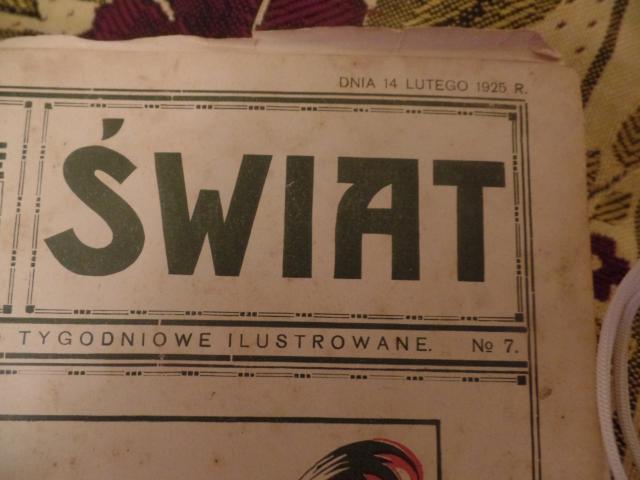 DNIA 14 LUTEGO 1925 R.
ŚWIAT
TYGODNIOWE ILUSTROWANE. № 7.